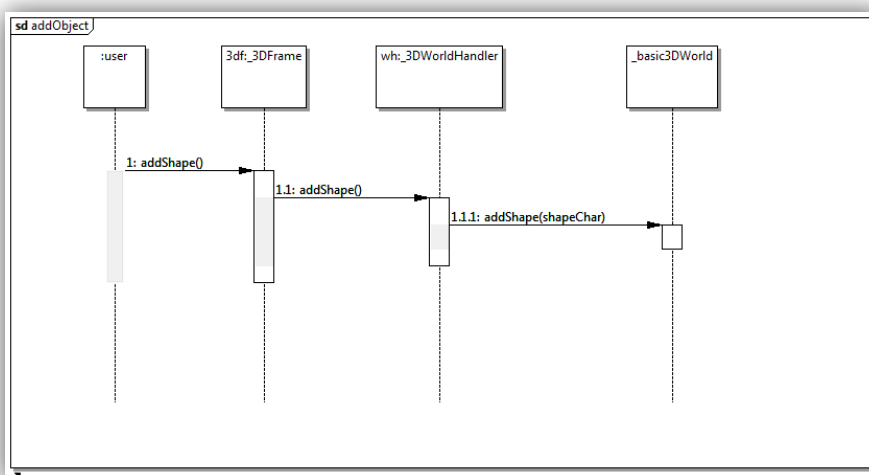 sd addObject
:user
3df:_3DFrame
wh:_3DWorldHandler
_basic3DWorld
1: addShape()
1.1: addShape()
1.1.1: addShape(shapeChar)